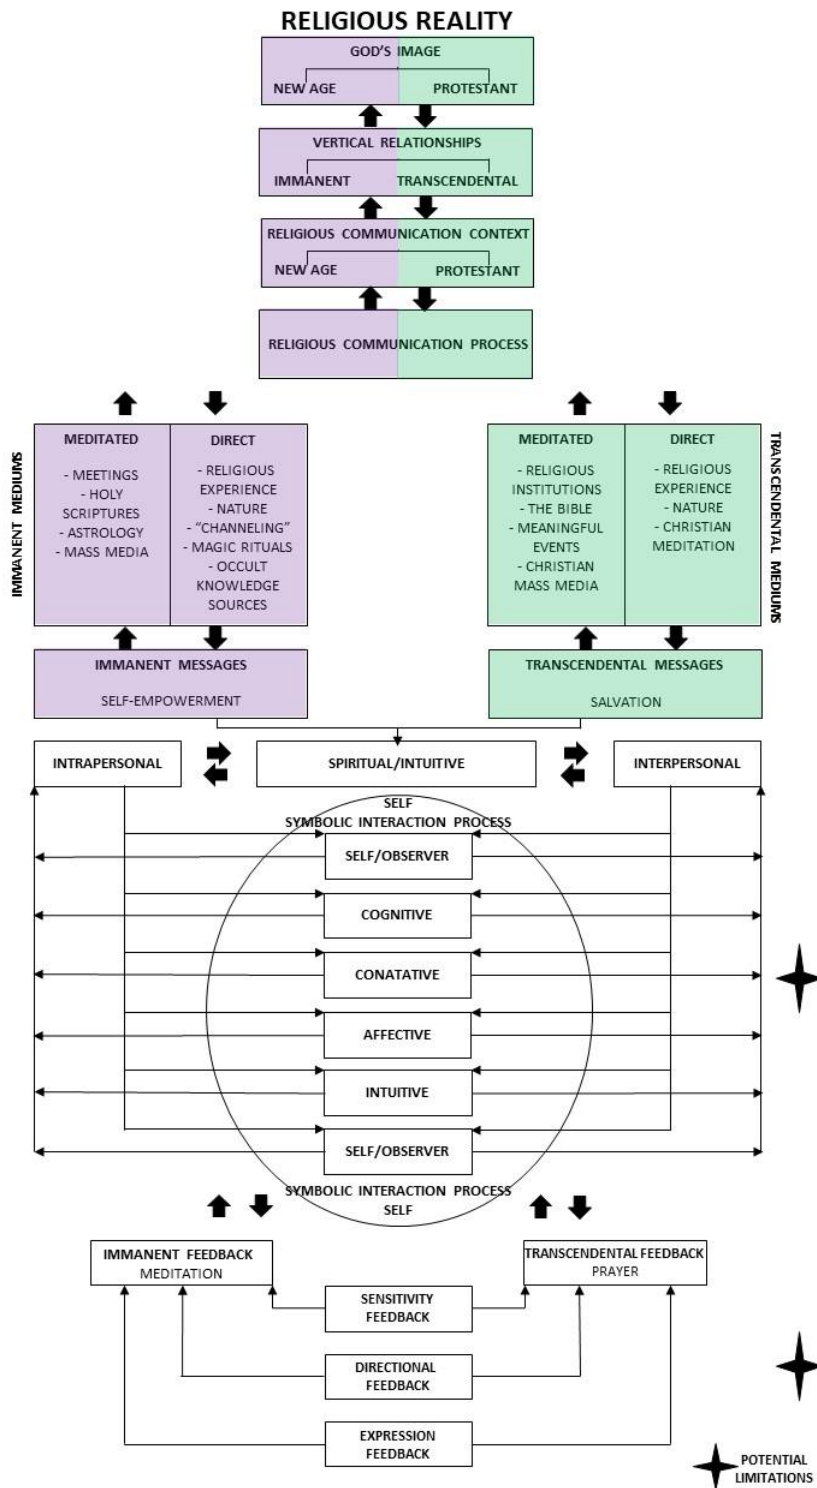 RELIGIOUS REALITY
GOD'S IMAGE
NEW AGE
PROTESTANT
VERTICAL RELATIONSHIPS
IMMANENT
TRANSCENDENTAL
RELIGIOUS COMMUNICATION CONTEXT
NEW AGE
PROTESTANT
RELIGIOUS COMMUNICATION PROCESS
IMMANENT MEDIUMS
MEDITATED
- MEETINGS
- HOLY
SCRIPTURES
- ASTROLOGY
- MASS MEDIA
DIRECT
- RELIGIOUS
EXPERIENCE
- NATURE
- "CHANNELING"
- MAGIC RITUALS
- OCCULT
KNOWLEDGE
SOURCES
MEDITATED
- RELIGIOUS
INSTITUTIONS
- THE BIBLE
- MEANINGFUL
EVENTS
- CHRISTIAN
MASS MEDIA
DIRECT
- RELIGIOUS
EXPERIENCE
- NATURE
- CHRISTIAN
MEDITATION
TRANSCENDENTAL MEDIUMS
IMMANENT MESSAGES
SELF-EMPOWERMENT
TRANSCENDENTAL MESSAGES
SALVATION
INTRAPERSONAL
SPIRITUAL/INTUITIVE
INTERPERSONAL
SELF
SYMBOLIC INTERACTION PROCESS
SELF/OBSERVER
COGNITIVE
CONATATIVE
AFFECTIVE
INTUITIVE
SELF/OBSERVER
SYMBOLIC INTERACTION PROCESS
SELF
IMMANENT FEEDBACK
MEDITATION
TRANSCENDENTAL FEEDBACK
PRAYER
SENSITIVITY
FEEDBACK
DIRECTIONAL
FEEDBACK
EXPRESSION
FEEDBACK
POTENTIAL
LIMITATIONS